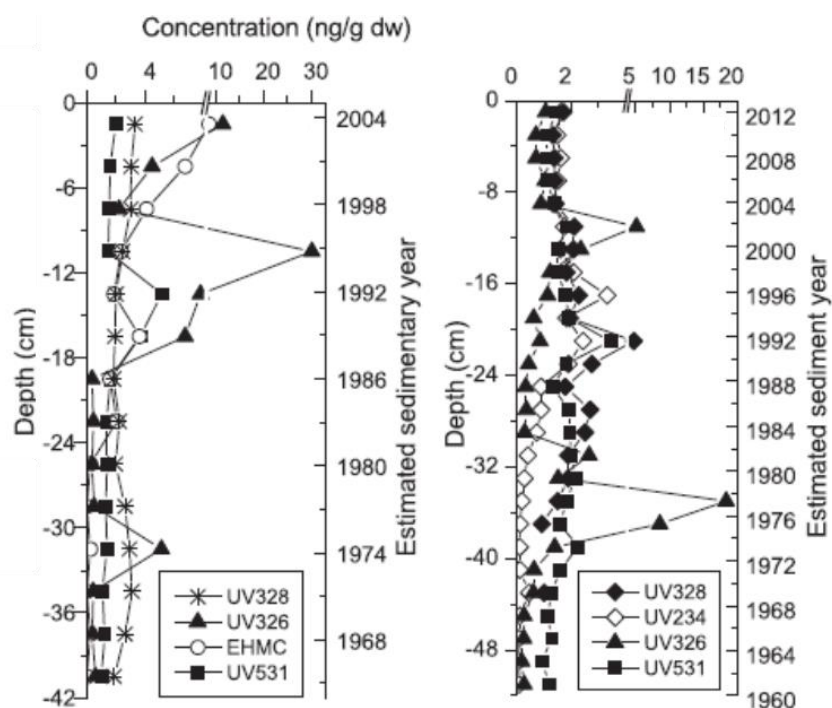 Concentration (ng/g dw)
0 4 10 20 30
0 2 5 10 15 20
0
-6
-12
-18
-24
-30
-36
-42
Depth (cm)
2004
1998
1992
1986
1980
1974
1968
Estimated sedimentary year
UV328
UV326
EHMC
UV531
0
-8
-16
-24
-32
-40
-48
Depth (cm)
2012
2008
2004
2000
1996
1992
1988
1984
1980
1976
1972
1968
1964
1960
Estimated sediment year
UV328
UV234
UV326
UV531